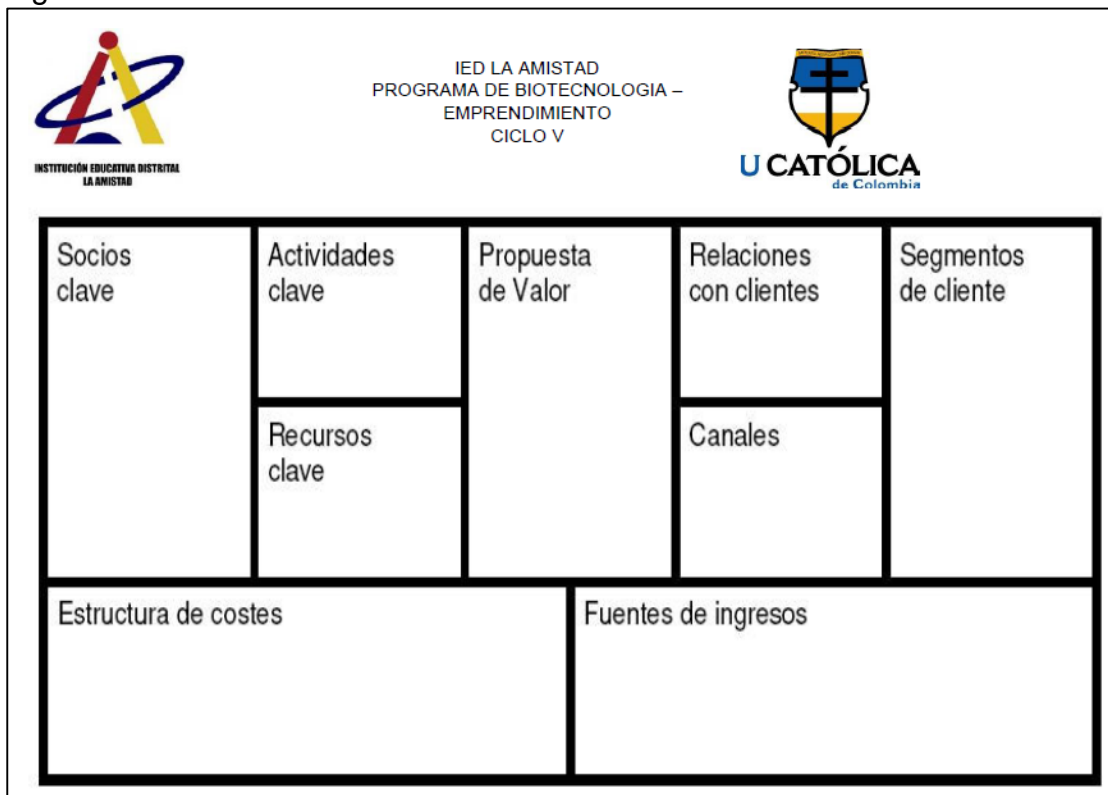 IED LA AMISTAD
PROGRAMA DE BIOTECNOLOGIA –
EMPRENDIMIENTO
CICLO V
INSTITUCIÓN EDUCATIVA DISTRITAL
LA AMISTAD
U CATÓLICA
de Colombia
Socios
clave
Actividades
clave
Recursos
clave
Propuesta
de Valor
Relaciones
con clientes
Canales
Segmentos
de cliente
Estructura de costes
Fuentes de ingresos